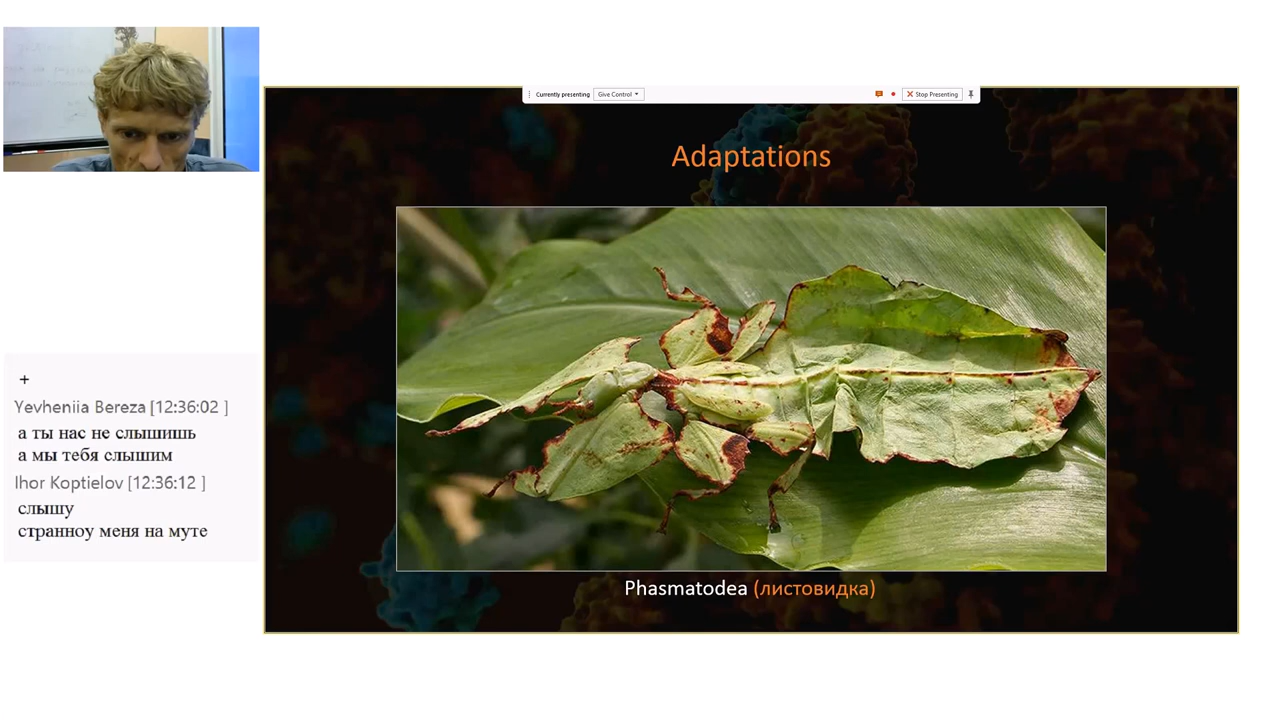 Currently presenting Give Control Stop Presenting
Adaptations
+
Yevheniia Bereza [12:36:02 ]
а ты нас не слышишь
а мы тебя слышим
Ihor Koptielov [12:36:12 ]
слышу
странноу меня на муте
Phasmatodea (листовидка)